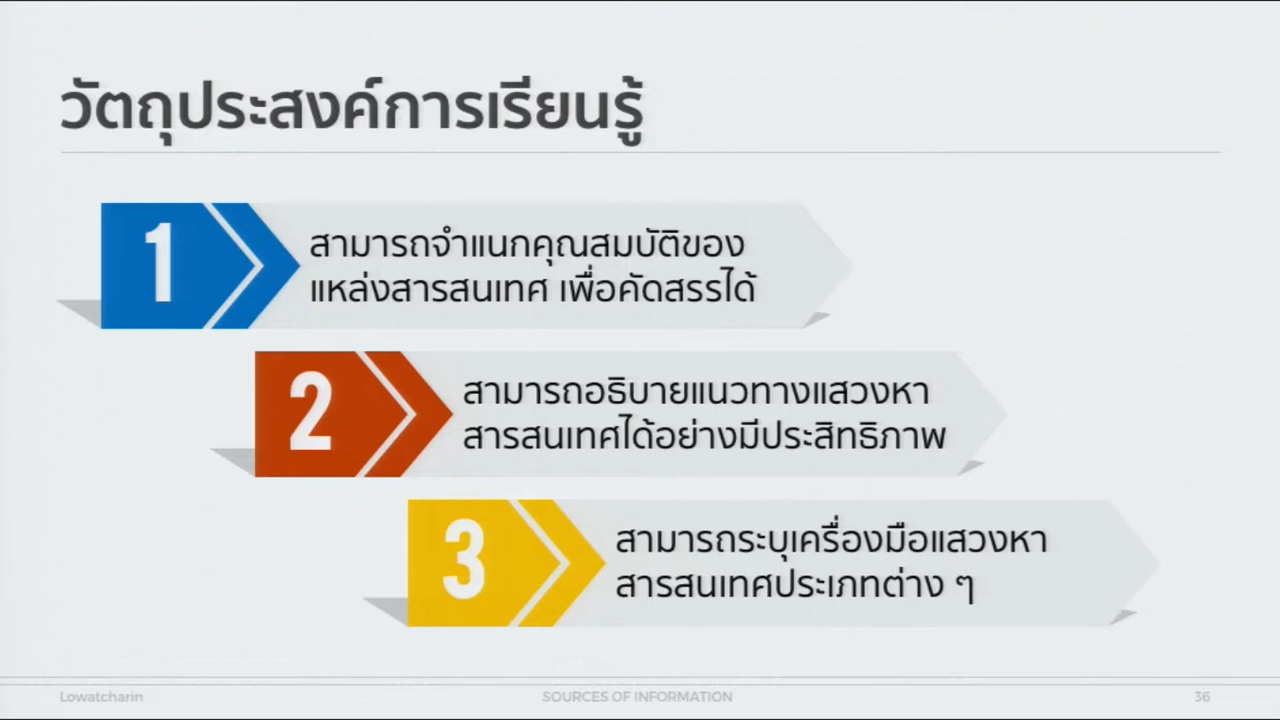 วัตถุประสงค์การเรียนรู้
1
สามารถจำแนกคุณสมบัติของ
แหล่งสารสนเทศ เพื่อคัดสรรได้
2
สามารถอธิบายแนวทางแสวงหา
สารสนเทศได้อย่างมีประสิทธิภาพ
3
สามารถระบุเครื่องมือแสวงหา
สารสนเทศประเภทต่าง ๆ
Lowatcharin
SOURCES OF INFORMATION
36